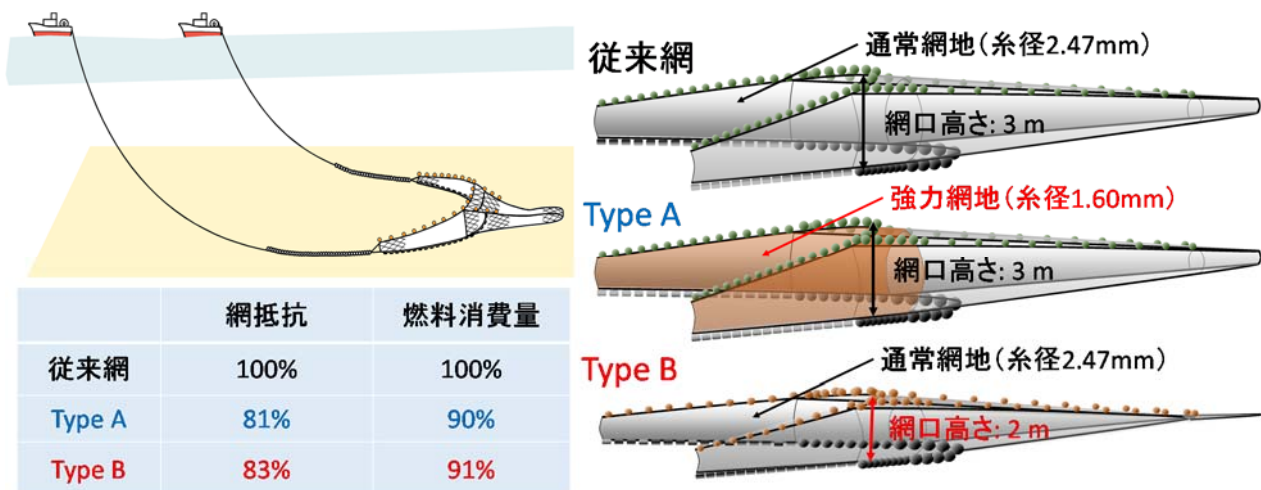 従来網
通常網地(糸径2.47mm)
網口高さ: 3 m
Type A
強力網地(糸径1.60mm)
網口高さ: 3 m
Type B
通常網地(糸径2.47mm)
網口高さ: 2 m
網抵抗 燃料消費量
従来網 100% 100%
Type A 81% 90%
Type B 83% 91%